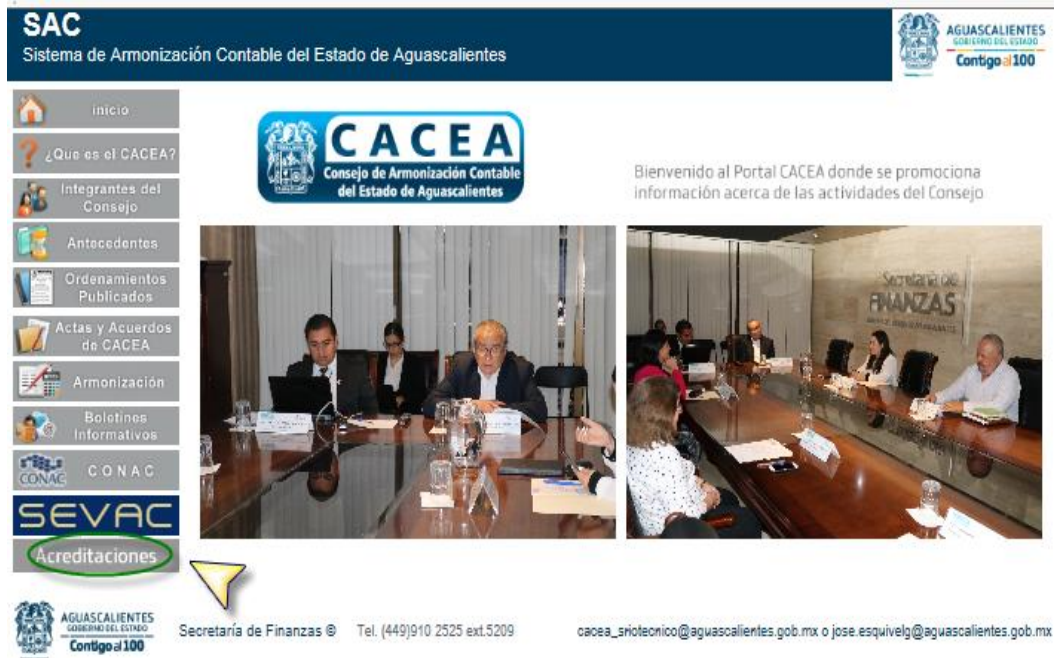 SAC
Sistema de Armonización Contable del Estado de Aguascalientes
AGUASCALIENTES
GOBIERNO DEL ESTADO
Contigo al 100
inicio
¿Que es el CACEA?
Integrantes del
Consejo
Antecedentes
Ordenamientos
Publicados
Actas y Acuerdos
de CACEA
Armonización
Boletines
Informativos
CONAC
CONAC
SEVAC
Acreditaciones
CACEA
Consejo de Armonización Contable
del Estado de Aguascalientes
Bienvenido al Portal CACEA donde se promociona
información acerca de las actividades del Consejo
Secretaría de
FINANZAS
AGUASCALIENTES
GOBIERNO DEL ESTADO
Contigo al 100
Secretaría de Finanzas © Tel. (449)910 2525 ext.5209 cacea_sriotecnico@aguascalientes.gob.mx o jose.esquivelg@aguascalientes.gob.mx